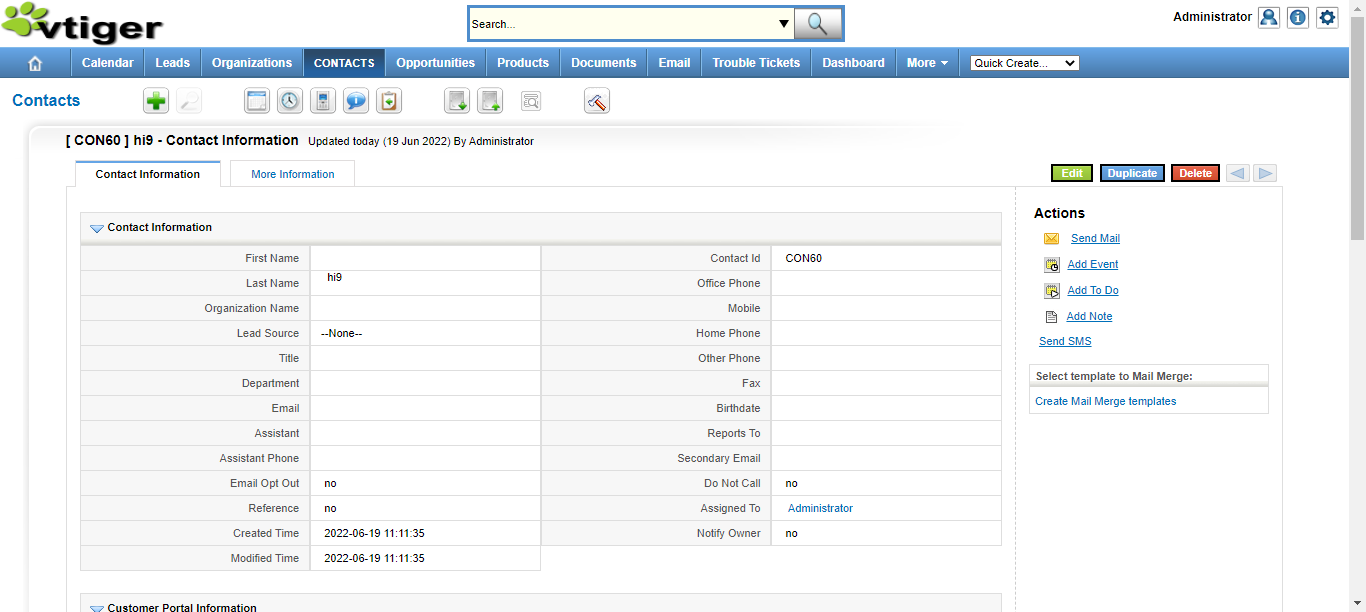 vtiger
Search...
Administrator
Calendar Leads Organizations CONTACTS Opportunities Products Documents Email Trouble Tickets Dashboard More Quick Create...
Contacts
[ CON60 ] hi9 - Contact Information Updated today (19 Jun 2022) By Administrator
Contact Information More Information
Edit Duplicate Delete
Contact Information
First Name Contact Id CON60
Last Name hi9 Office Phone
Organization Name Mobile
Lead Source --None-- Home Phone
Title Other Phone
Department Fax
Email Birthdate
Assistant Reports To
Assistant Phone Secondary Email
Email Opt Out no Do Not Call no
Reference no Assigned To Administrator
Created Time 2022-06-19 11:11:35 Notify Owner no
Modified Time 2022-06-19 11:11:35
Customer Portal Information
Actions
Send Mail
Add Event
Add To Do
Add Note
Send SMS
Select template to Mail Merge:
Create Mail Merge templates